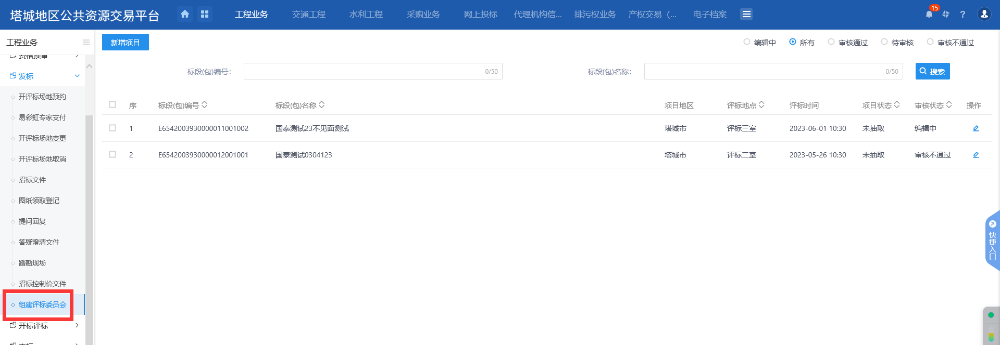 塔城地区公共资源交易平台
工程业务 交通工程 水利工程 采购业务 网上投标 代理机构信... 排污权业务 产权交易（... 电子档案
15
?
工程业务
资格预审
发标
开评标场地预约
易彩虹专家支付
开评标场地变更
开评标场地取消
招标文件
图纸领取登记
提问回复
答疑澄清文件
踏勘现场
招标控制价文件
组建评标委员会
开标评标
新增项目
编辑中 所有 审核通过 待审核 审核不通过
标段(包)编号： 0/50 标段(包)名称： 0/50 搜索
序 标段(包)编号 标段(包)名称 项目地区 评标地点 评标时间 项目状态 审核状态 操作
1 E6542003930000011001002 国泰测试23不见面测试 塔城市 评标三室 2023-06-01 10:30 未抽取 编辑中
2 E6542003930000012001001 国泰测试0304123 塔城市 评标二室 2023-05-26 10:30 未抽取 审核不通过
快捷入口